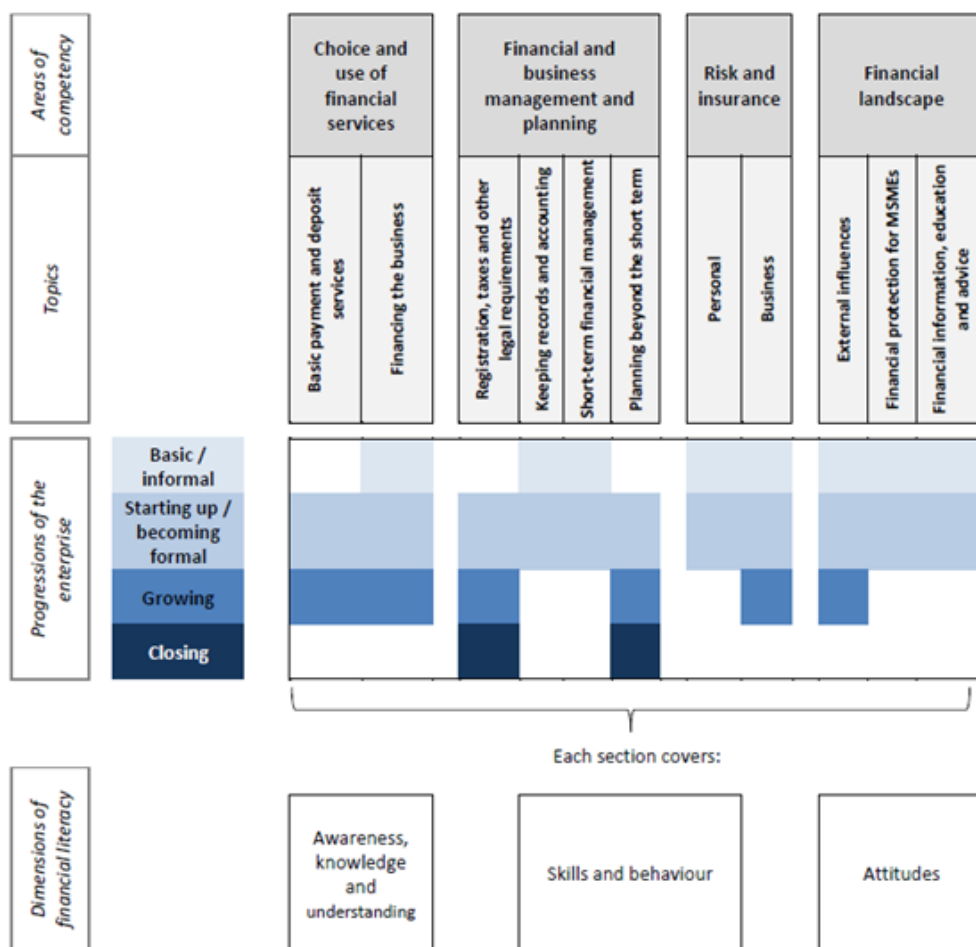 Areas of
competency
Choice and
use of
financial
services
Financial and
business
management and
planning
Risk and
insurance
Financial
landscape
Topics
Basic payment and deposit
services
Financing the business
Registration, taxes and other
legal requirements
Keeping records and accounting
Short-term financial management
Planning beyond the short term
Personal
Business
External influences
Financial protection for MSMEs
Financial information, education
and advice
Progressions of the
enterprise
Basic /
informal
Starting up /
becoming
formal
Growing
Closing
Each section covers:
Dimensions of
financial literacy
Awareness,
knowledge
and
understanding
Skills and behaviour
Attitudes